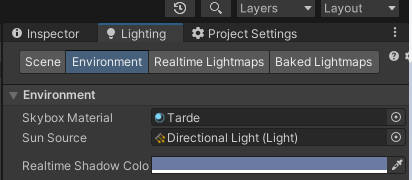 Layers Layout
Inspector Lighting Project Settings
Scene Environment Realtime Lightmaps Baked Lightmaps
Environment
Skybox Material Tarde
Sun Source Directional Light (Light)
Realtime Shadow Colo